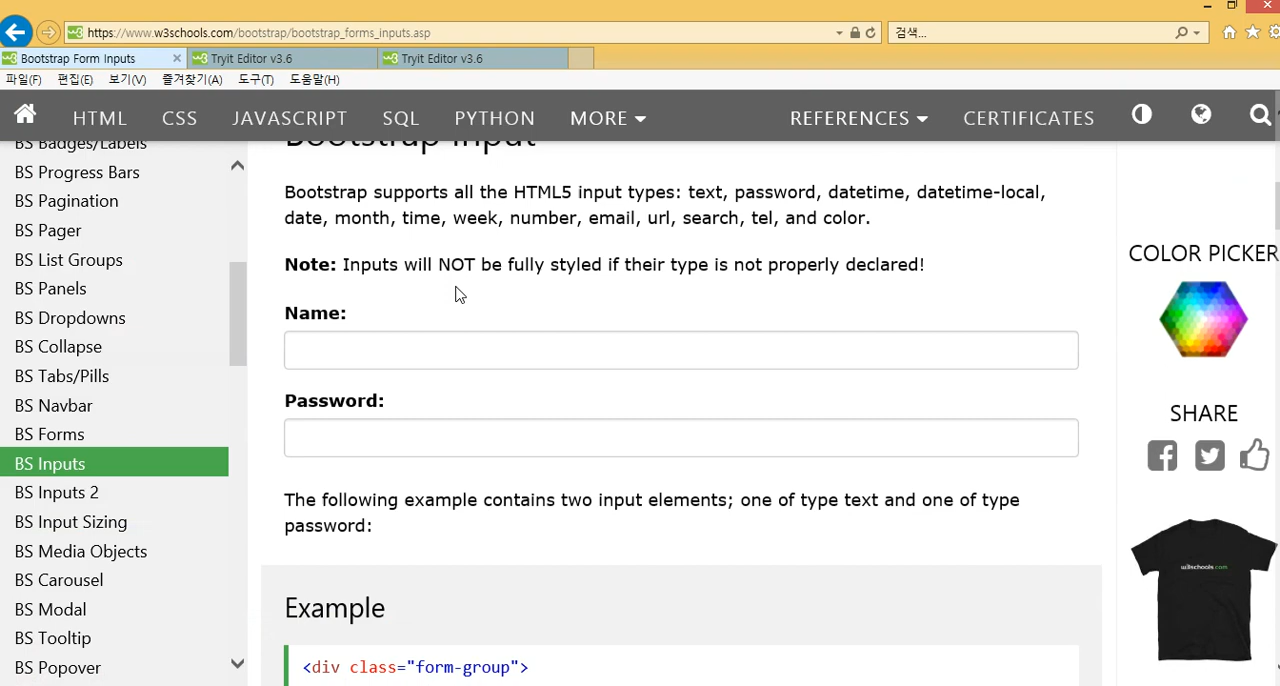 https://www.w3schools.com/bootstrap/bootstrap_forms_inputs.asp
검색...
Bootstrap Form Inputs
Tryit Editor v3.6
Tryit Editor v3.6
파일(F) 편집(E) 보기(V) 즐겨찾기(A) 도구(T) 도움말(H)
HTML CSS JAVASCRIPT SQL PYTHON MORE REFERENCES CERTIFICATES
BS Badges/Labels
BS Progress Bars
BS Pagination
BS Pager
BS List Groups
BS Panels
BS Dropdowns
BS Collapse
BS Tabs/Pills
BS Navbar
BS Forms
BS Inputs
BS Inputs 2
BS Input Sizing
BS Media Objects
BS Carousel
BS Modal
BS Tooltip
BS Popover
Bootstrap Input
Bootstrap supports all the HTML5 input types: text, password, datetime, datetime-local,
date, month, time, week, number, email, url, search, tel, and color.
Note: Inputs will NOT be fully styled if their type is not properly declared!
Name:
Password:
The following example contains two input elements; one of type text and one of type
password:
Example
<div class="form-group">
COLOR PICKER
SHARE
w3schools.com